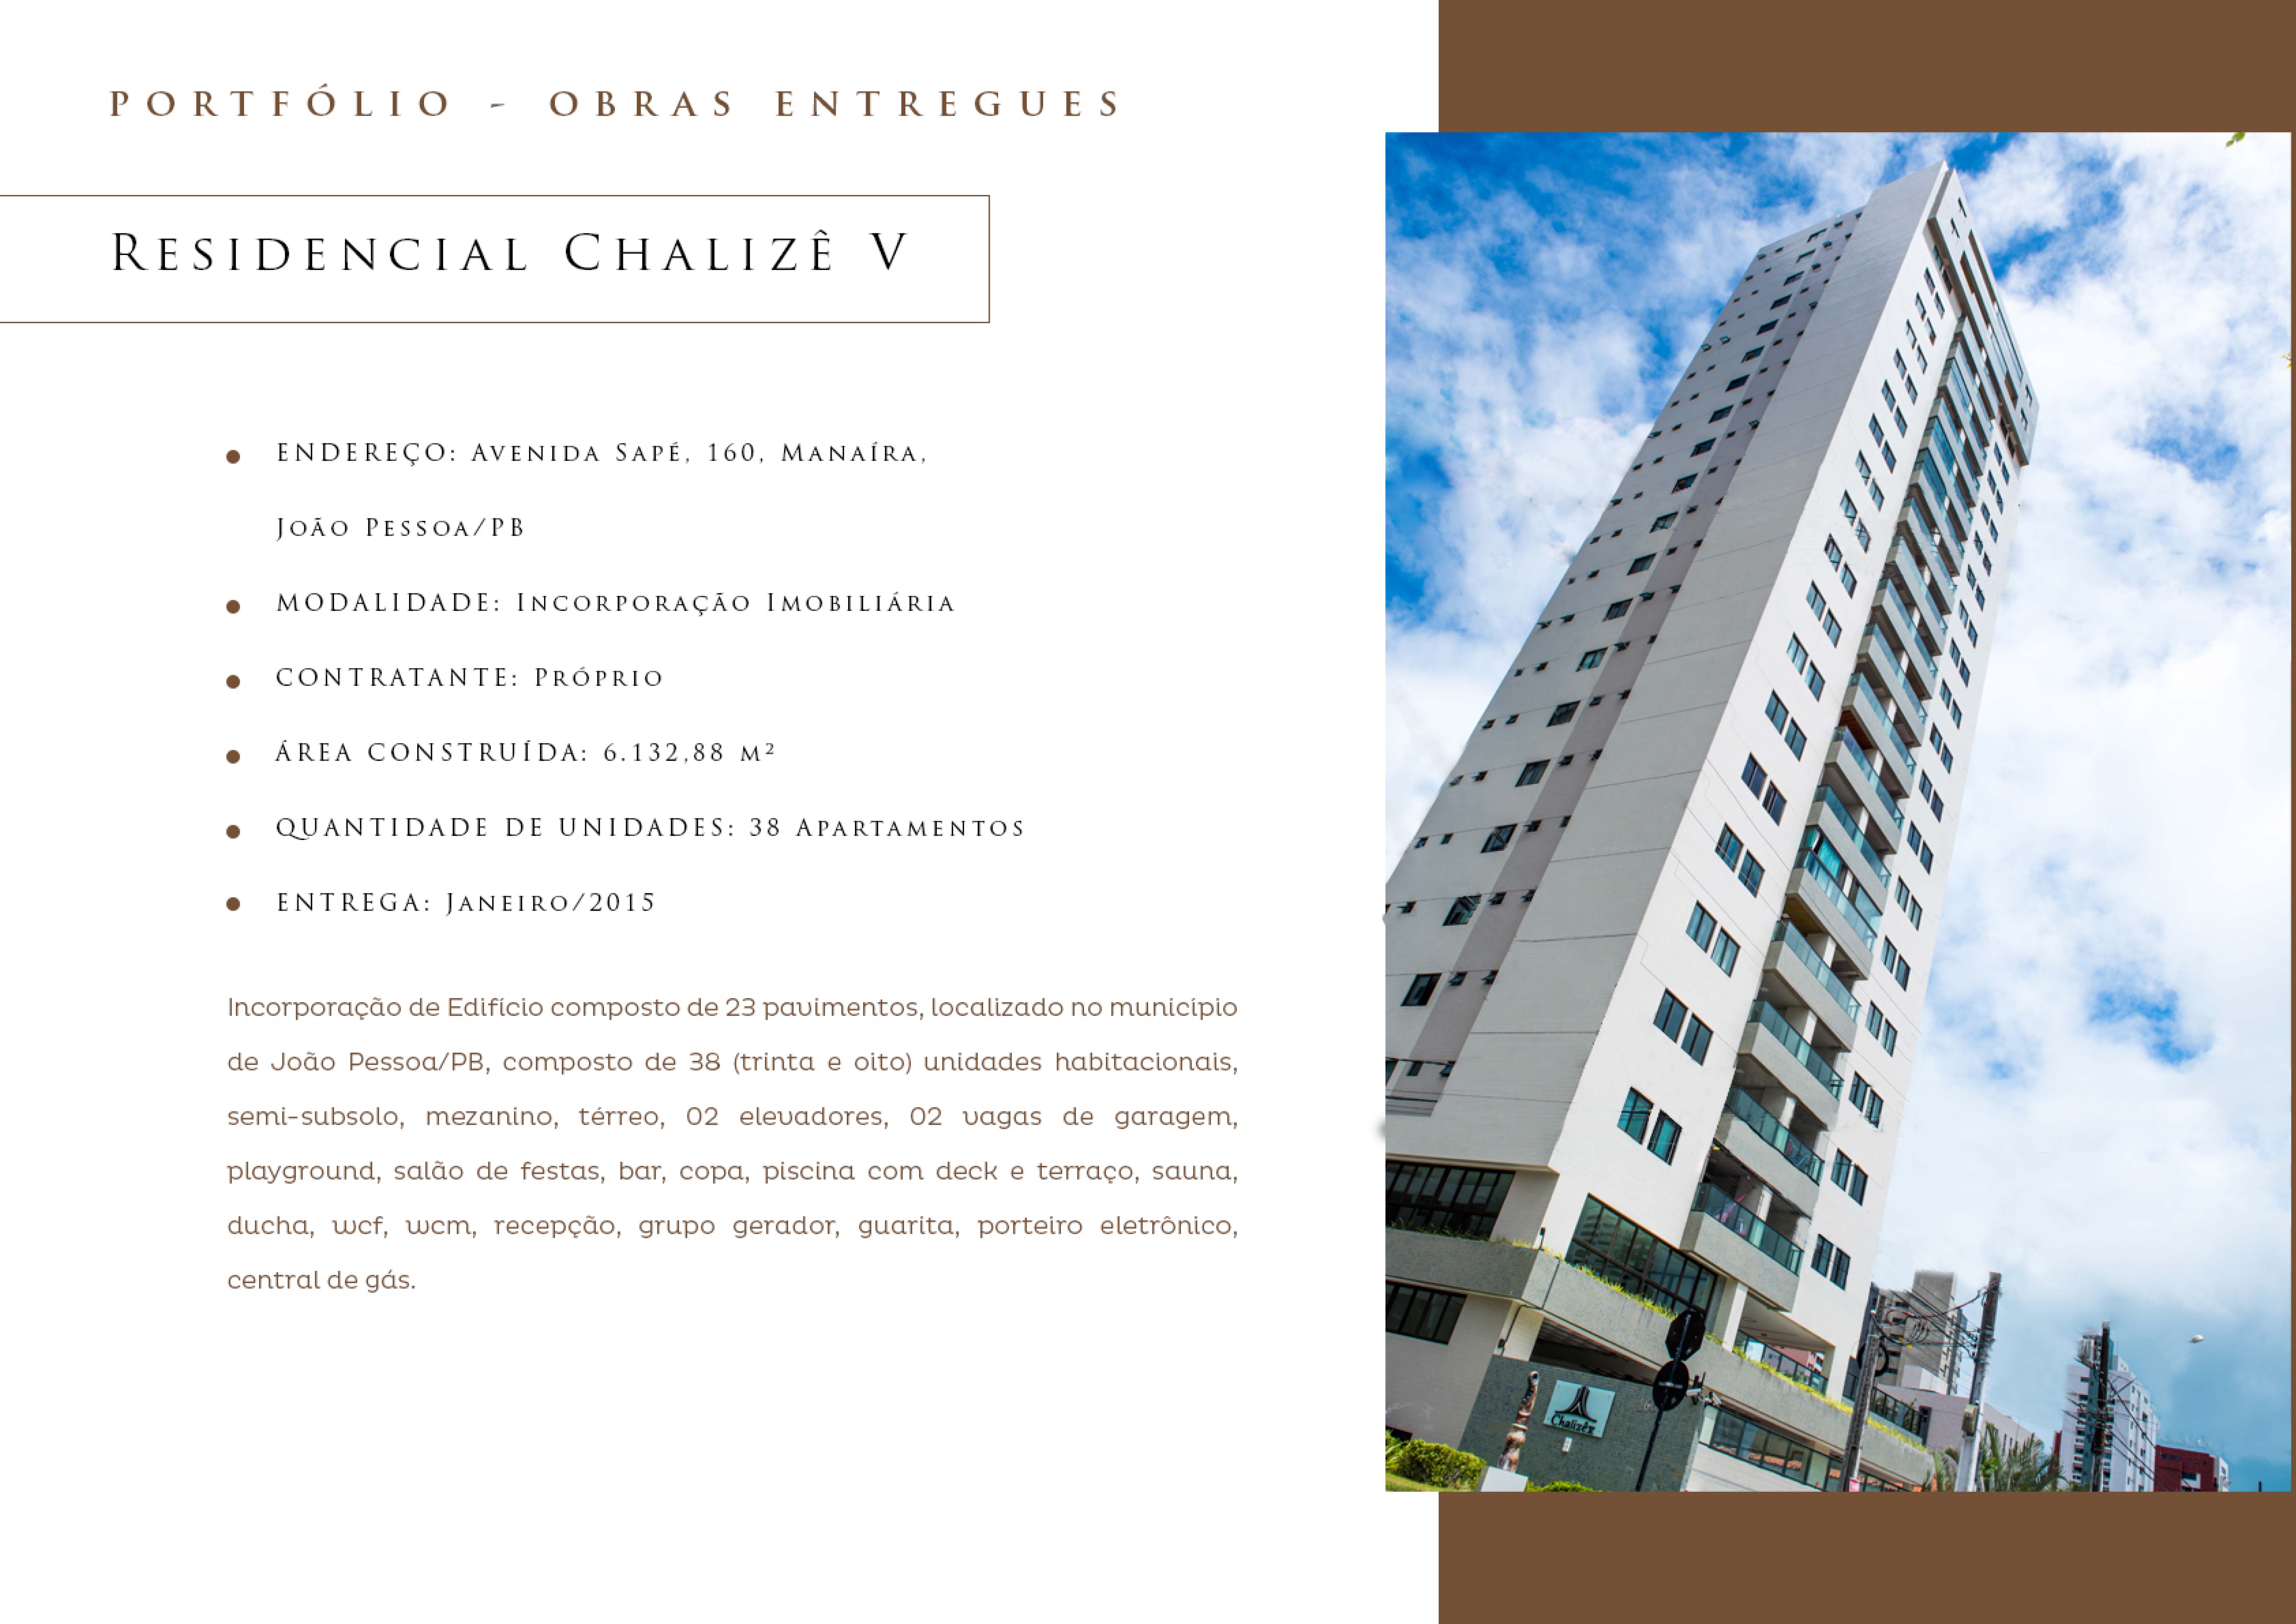 PORTFÓLIO - OBRAS ENTREGUES
Residencial Chalizê V
ENDEREÇO: Avenida Sapé, 160, Manaíra,
João Pessoa/PB
MODALIDADE: Incorporação Imobiliária
CONTRATANTE: Próprio
ÁREA CONSTRUÍDA: 6.132,88 m²
QUANTIDADE DE UNIDADES: 38 Apartamentos
ENTREGA: Janeiro/2015
Incorporação de Edifício composto de 23 pavimentos, localizado no município
de João Pessoa/PB, composto de 38 (trinta e oito) unidades habitacionais,
semi-subsolo, mezanino, térreo, 02 elevadores, 02 vagas de garagem,
playground, salão de festas, bar, copa, piscina com deck e terraço, sauna,
ducha, wcf, wcm, recepção, grupo gerador, guarita, porteiro eletrônico,
central de gás.